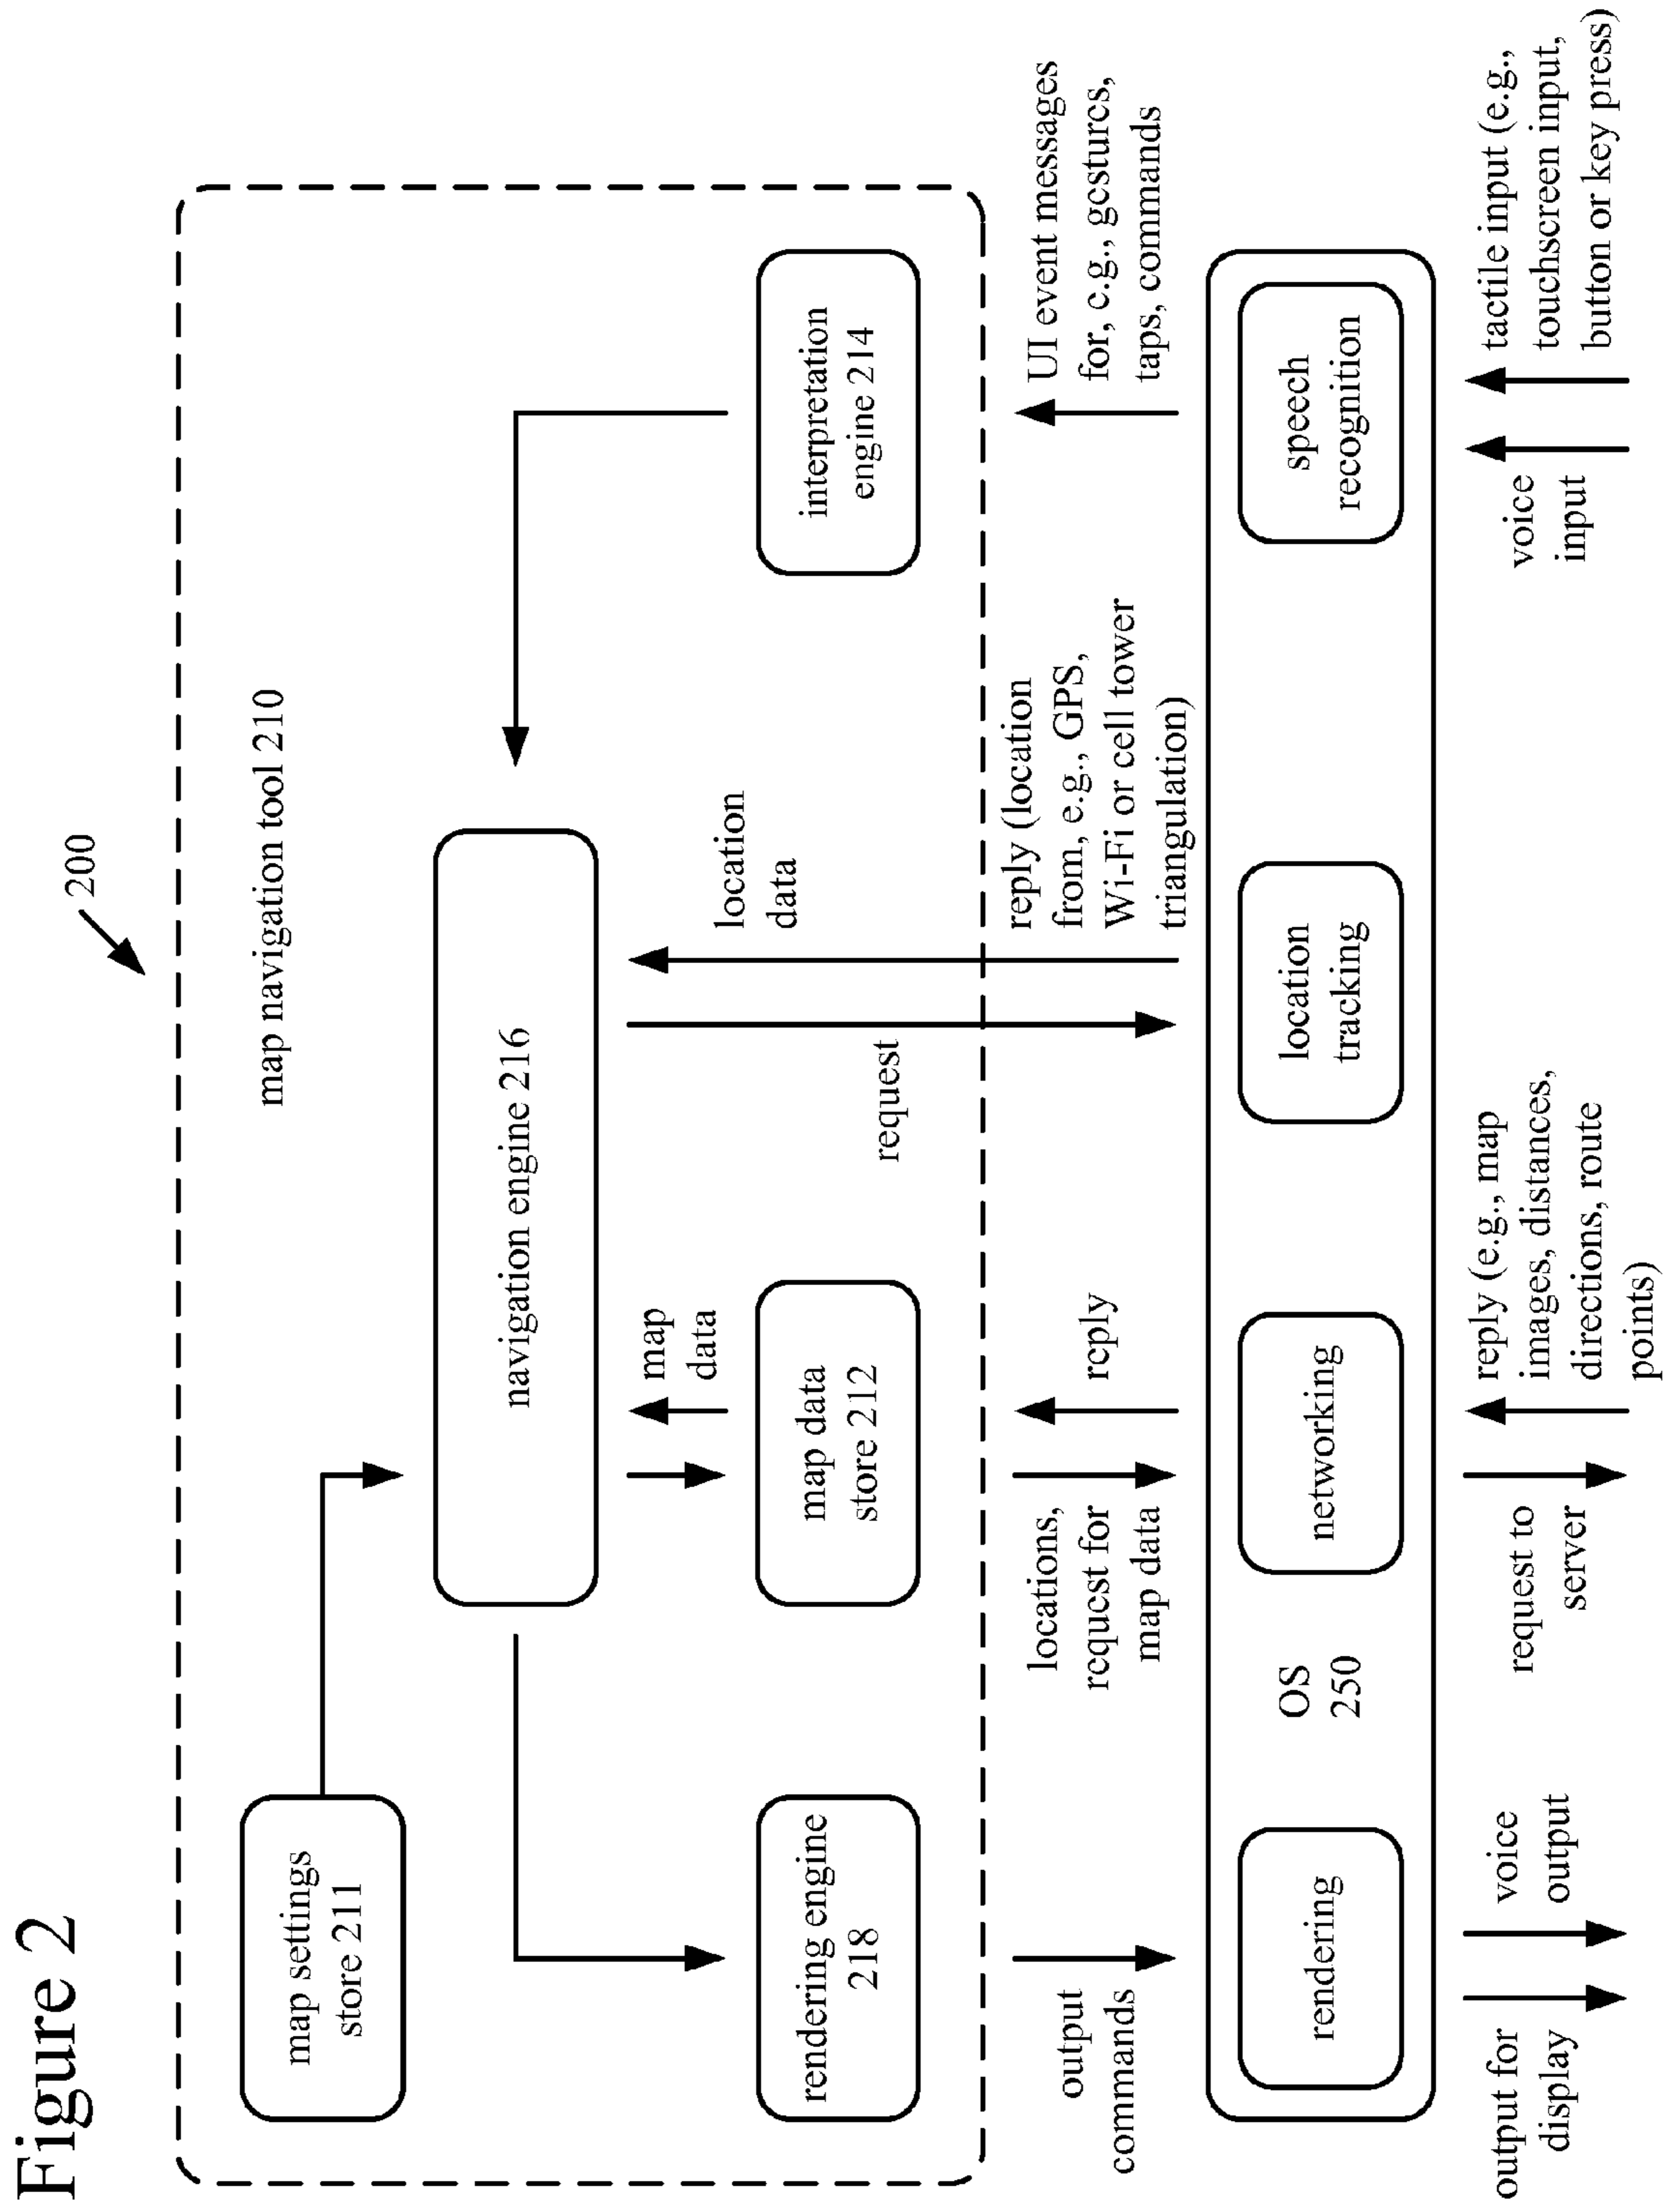 Figure 2
200
map navigation tool 210
map settings
store 211
navigation engine 216
map
data
location
data
request
rendering engine
218
map data
store 212
interpretation
engine 214
output
commands
locations,
request for
map data
reply
reply (location
from, e.g., GPS,
Wi-Fi or cell tower
triangulation)
UI event messages
for, e.g., gestures,
taps, commands
rendering
OS
250
networking
location
tracking
speech
recognition
output for
display
voice
output
request to
server
reply (e.g., map
images, distances,
directions, route
points)
voice
input
tactile input (e.g.,
touchscreen input,
button or key press)